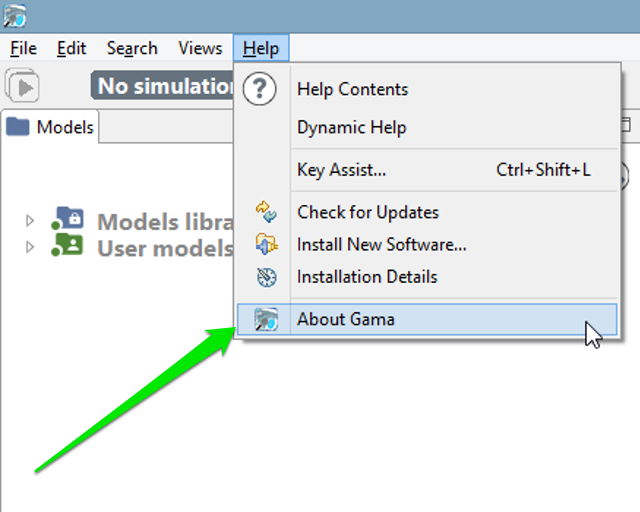 File Edit Search Views Help
No simulation
Models
Models libra
User models
? Help Contents
Dynamic Help
Key Assist... Ctrl+Shift+L
Check for Updates
Install New Software...
Installation Details
About Gama